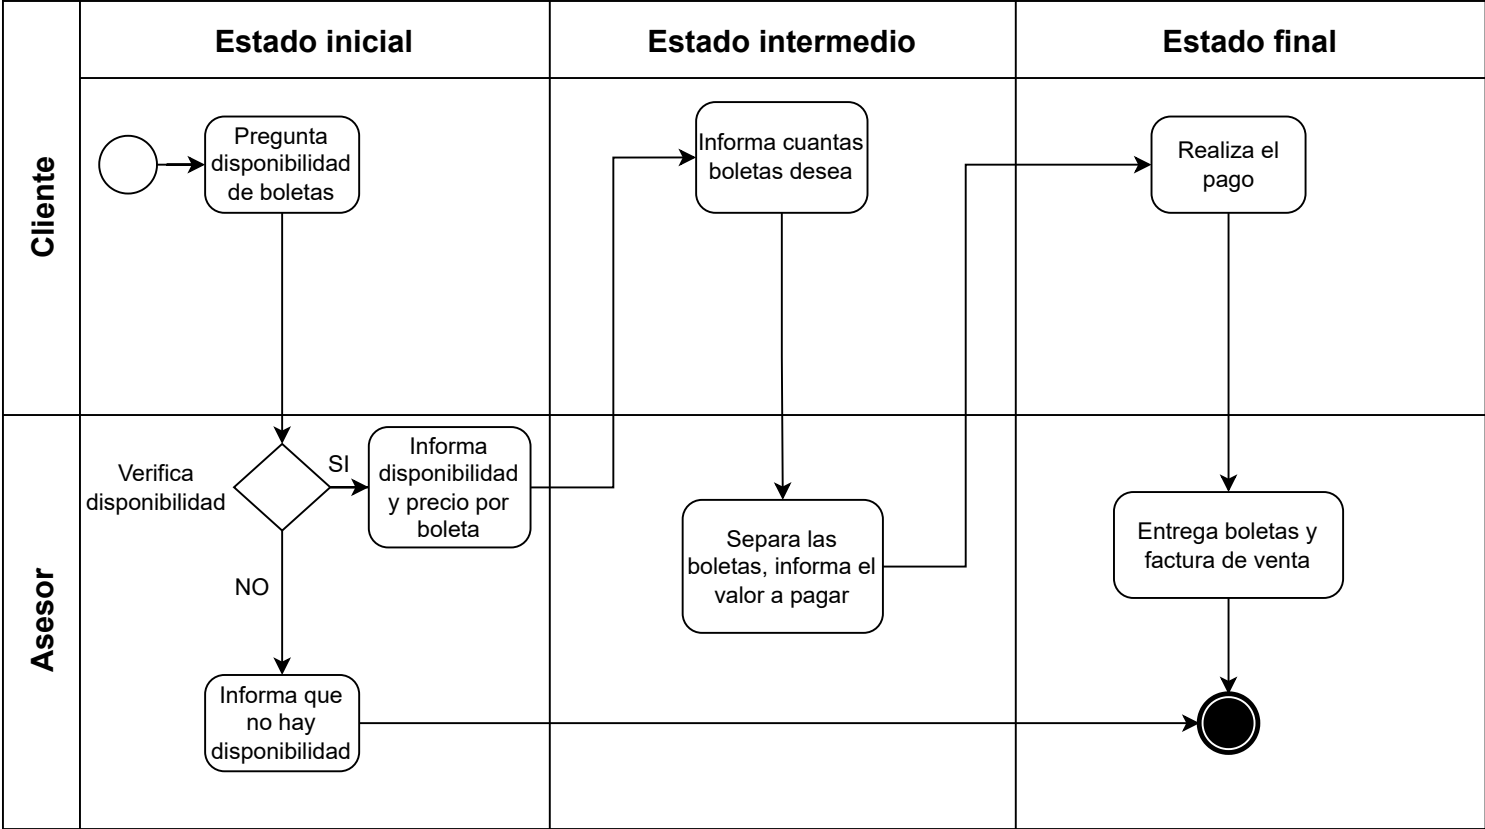 Estado inicial
Estado intermedio
Estado final
Cliente
Pregunta
disponibilidad
de boletas
Informa cuantas
boletas desea
Realiza el
pago
Asesor
Verifica
disponibilidad
SI
Informa
disponibilidad
y precio por
boleta
NO
Informa que
no hay
disponibilidad
Separa las
boletas, informa el
valor a pagar
Entrega boletas y
factura de venta